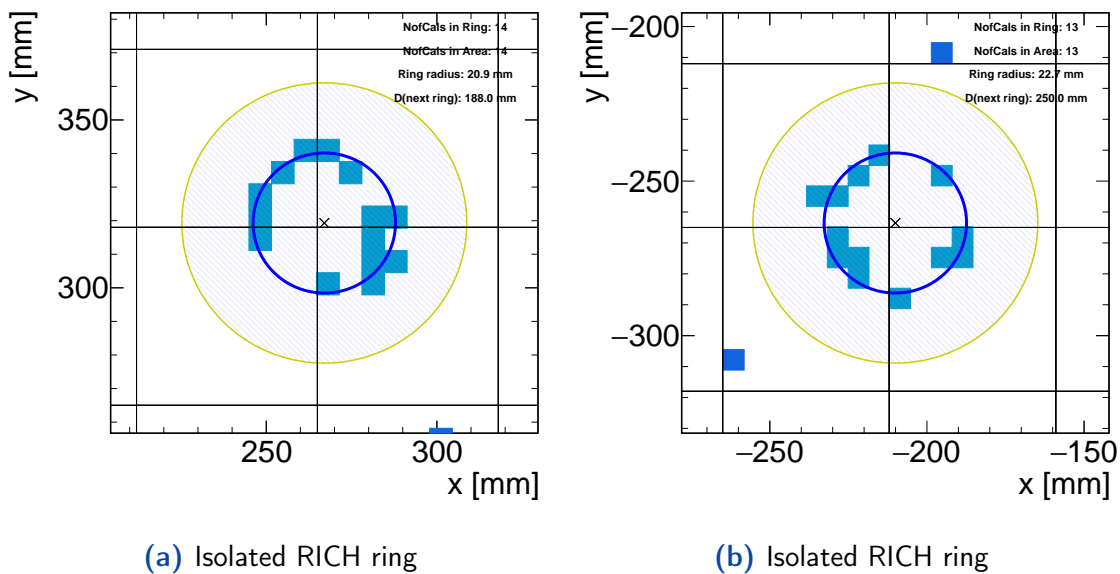 NofCals in Ring: 14
NofCals in Area: 14
Ring radius: 20.9 mm
D(next ring): 188.0 mm
y [mm]
350
300
250
300
x [mm]
(a) Isolated RICH ring
NofCals in Ring: 13
NofCals in Area: 13
Ring radius: 22.7 mm
D(next ring): 250.0 mm
y [mm]
−200
−250
−300
−250
−200
−150
x [mm]
(b) Isolated RICH ring